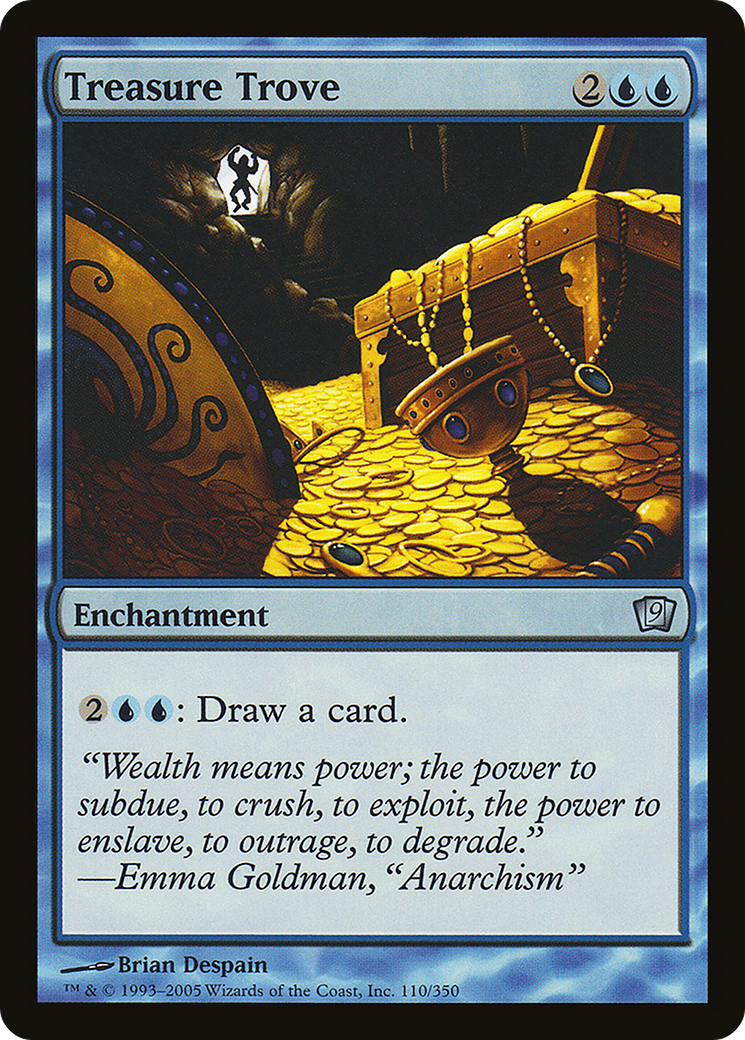 Treasure Trove 2
Enchantment 9
2: Draw a card.
“Wealth means power; the power to
subdue, to crush, to exploit, the power to
enslave, to outrage, to degrade.”
—Emma Goldman, “Anarchism”
Brian Despain
™ & © 1993–2005 Wizards of the Coast, Inc. 110/350